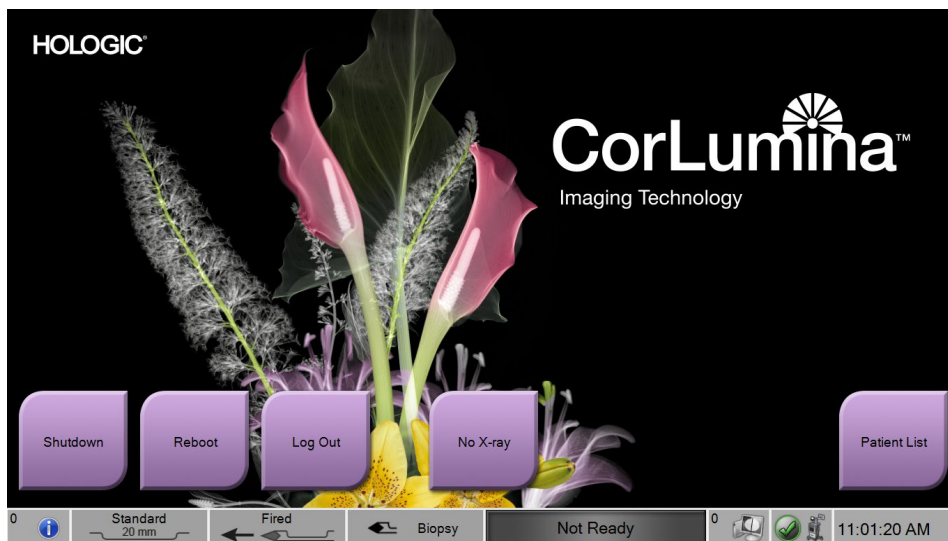 HOLOGIC®
CorLumina™
Imaging Technology
Shutdown
Reboot
Log Out
No X-ray
Patient List
0
Standard
20 mm
Fired
Biopsy
Not Ready
0
11:01:20 AM